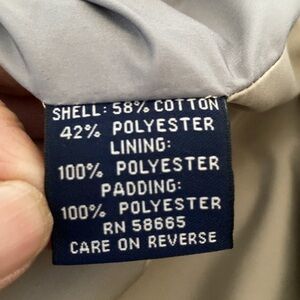 SHELL: 58% COTTON
42% POLYESTER
LINING:
100% POLYESTER
PADDING:
100% POLYESTER
RN 58665
CARE ON REVERSE